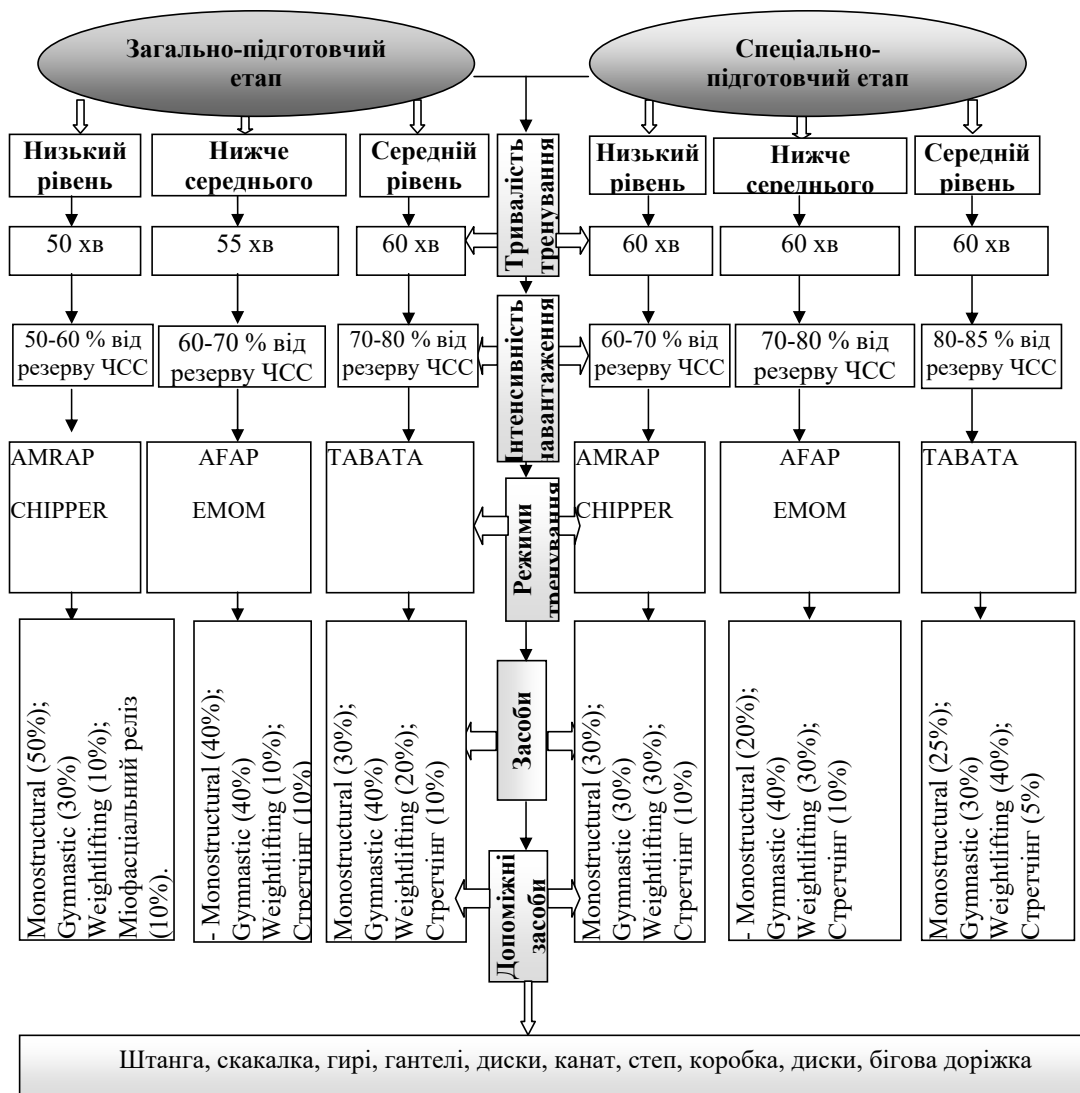 Загально-підготовчий
етап
Спеціально-
підготовчий етап
Низький
рівень
Нижче
середнього
Середній
рівень
Тривалість
тренування
Низький
рівень
Нижче
середнього
Середній
рівень
50 хв
55 хв
60 хв
60 хв
60 хв
60 хв
Інтенсивність
навантаження
50-60 % від
резерву ЧСС
60-70 % від
резерву ЧСС
70-80 % від
резерву ЧСС
60-70 % від
резерву ЧСС
70-80 % від
резерву ЧСС
80-85 % від
резерву ЧСС
AMRAP
CHIPPER
AFAP
EMOM
TABATA
Режими
тренування
AMRAP
CHIPPER
AFAP
EMOM
TABATA
Monostructural (50%);
Gymnastic (30%)
Weightlifting (10%);
Міофасціальний реліз
(10%).
- Monostructural (40%);
Gymnastic (40%)
Weightlifting (10%);
Стретчінг (10%)
Monostructural (30%);
Gymnastic (40%)
Weightlifting (20%);
Стретчінг (10%)
Засоби
Monostructural (30%);
Gymnastic (30%)
Weightlifting (30%);
Стретчінг (10%)
- Monostructural (20%);
Gymnastic (40%)
Weightlifting (30%);
Стретчінг (10%)
Monostructural (25%);
Gymnastic (30%)
Weightlifting (40%);
Стретчінг (5%)
Допоміжні
засоби
Штанга, скакалка, гирі, гантелі, диски, канат, степ, коробка, диски, бігова доріжка